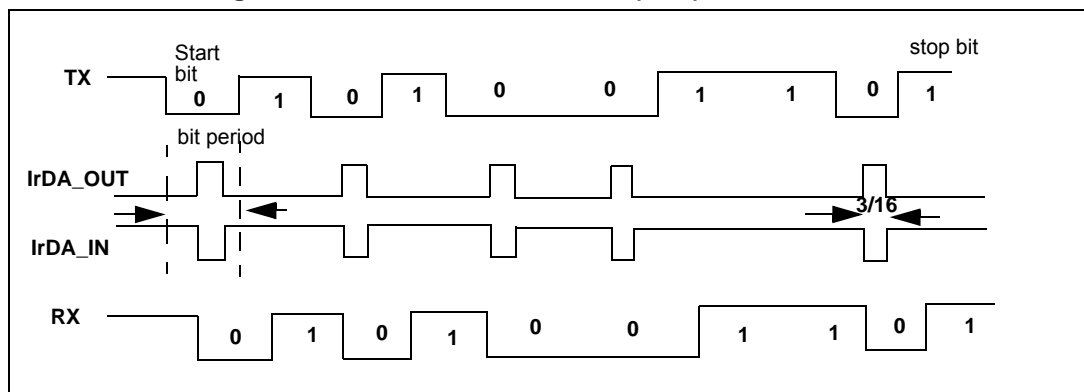 Start
bit
stop bit
TX
0 1 0 1 0 0 1 1 0 1
bit period
IrDA_OUT
3/16
IrDA_IN
RX
0 1 0 1 0 0 1 1 0 1